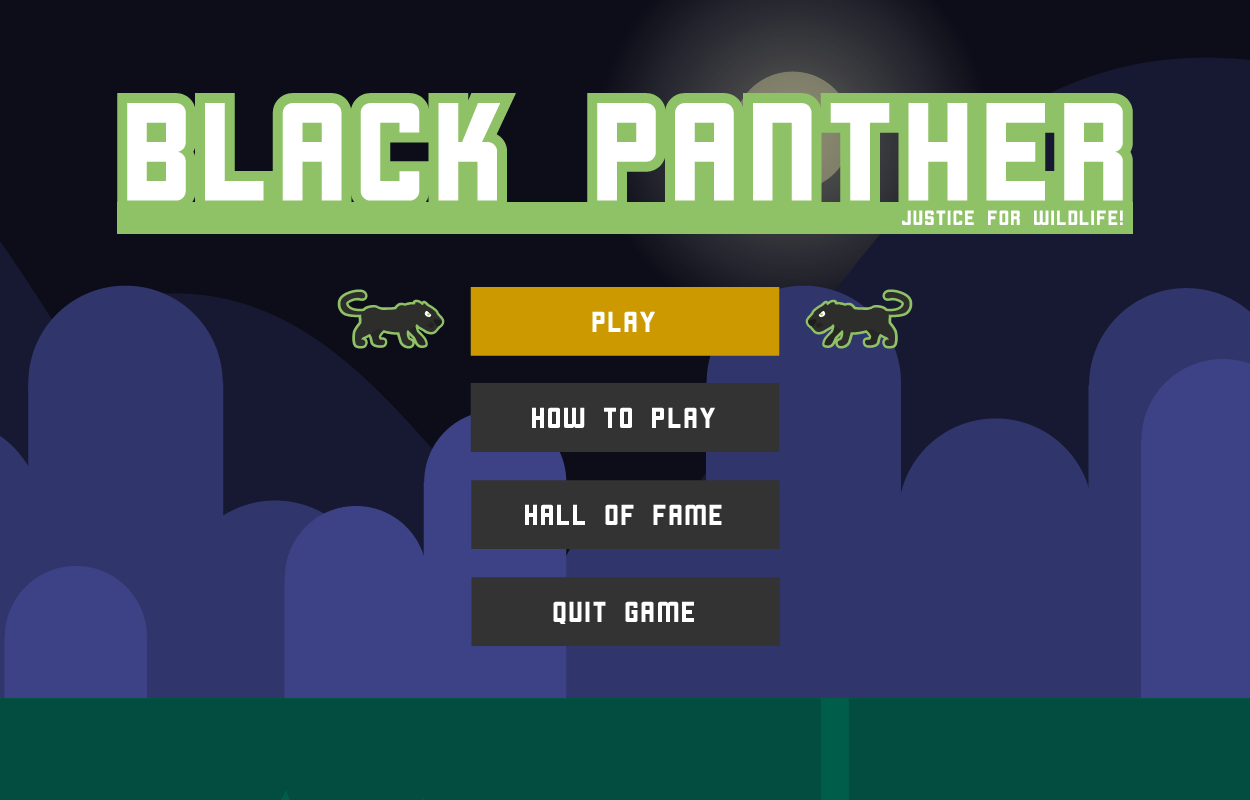 BLACK PANTHER
JUSTICE FOR WILDLIFE!
PLAY
HOW TO PLAY
HALL OF FAME
QUIT GAME